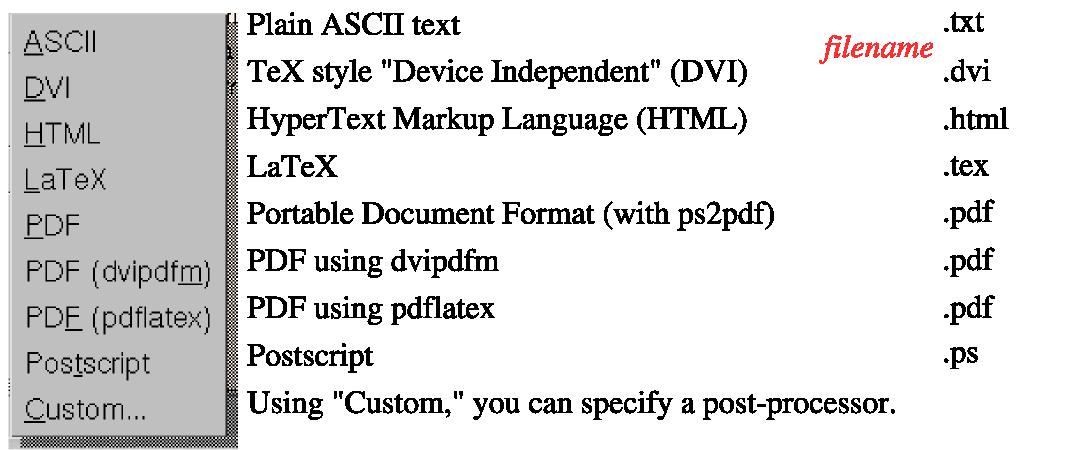 ASCII Plain ASCII text .txt
filename
DVI TeX style "Device Independent" (DVI) .dvi
HTML HyperText Markup Language (HTML) .html
LaTeX LaTeX .tex
PDF Portable Document Format (with ps2pdf) .pdf
PDF (dvipdfm) PDF using dvipdfm .pdf
PDF (pdflatex) PDF using pdflatex .pdf
Postscript Postscript .ps
Custom... Using "Custom," you can specify a post-processor.